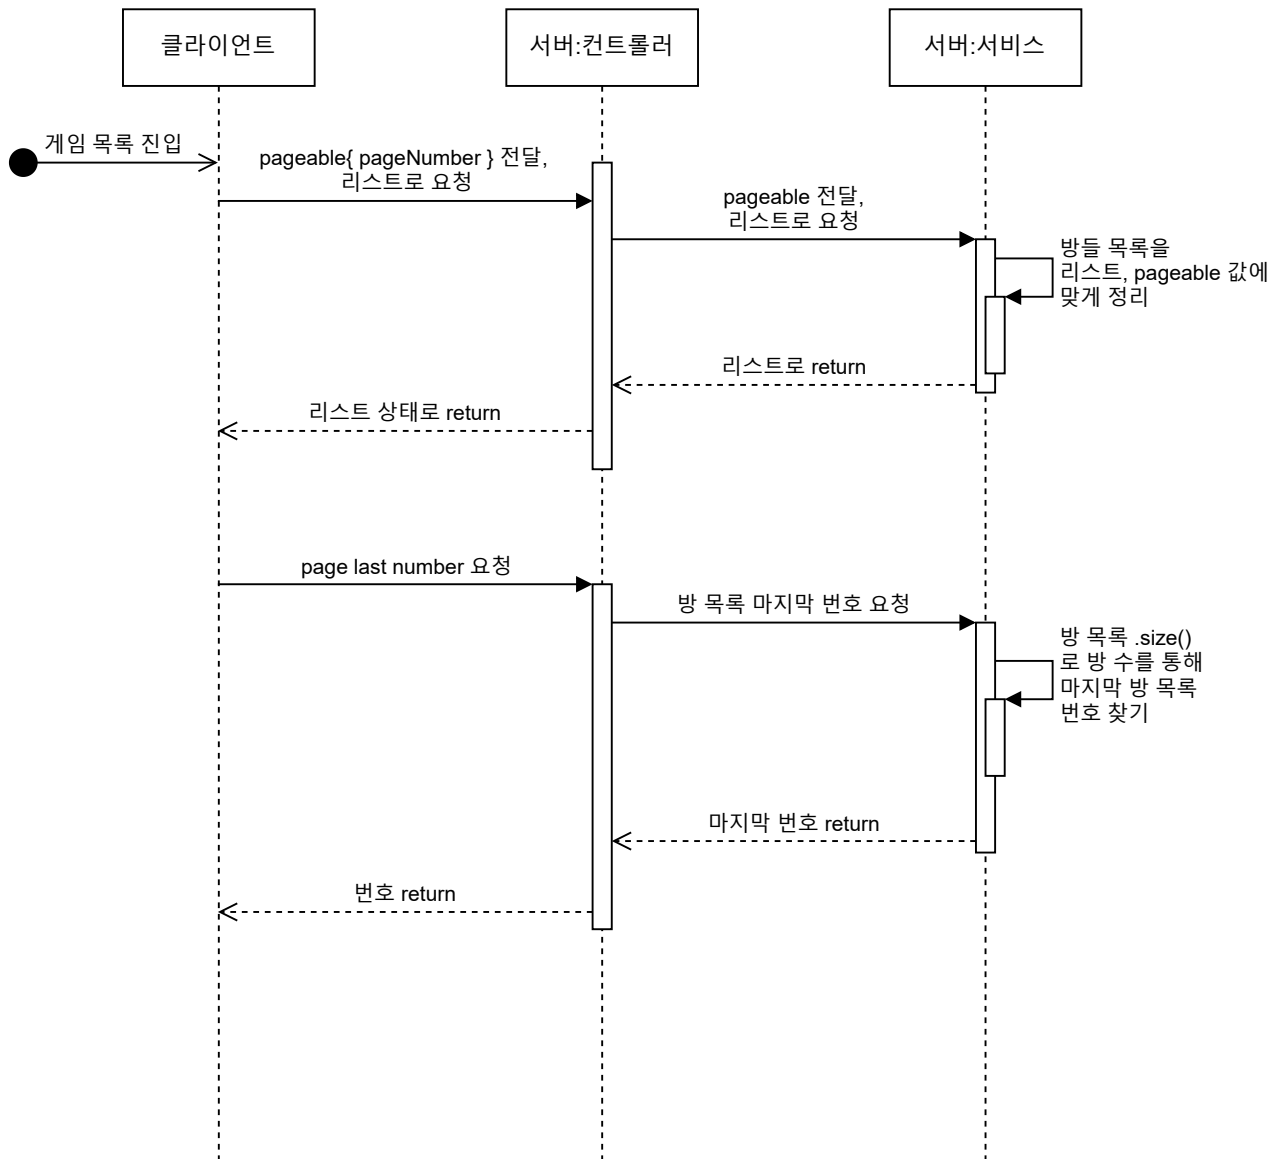 클라이언트
서버:컨트롤러
서버:서비스
게임 목록 진입
pageable{ pageNumber } 전달,
리스트로 요청
pageable 전달,
리스트로 요청
방들 목록을
리스트, pageable 값에
맞게 정리
리스트로 return
리스트 상태로 return
page last number 요청
방 목록 마지막 번호 요청
방 목록 .size()
로 방 수를 통해
마지막 방 목록
번호 찾기
마지막 번호 return
번호 return